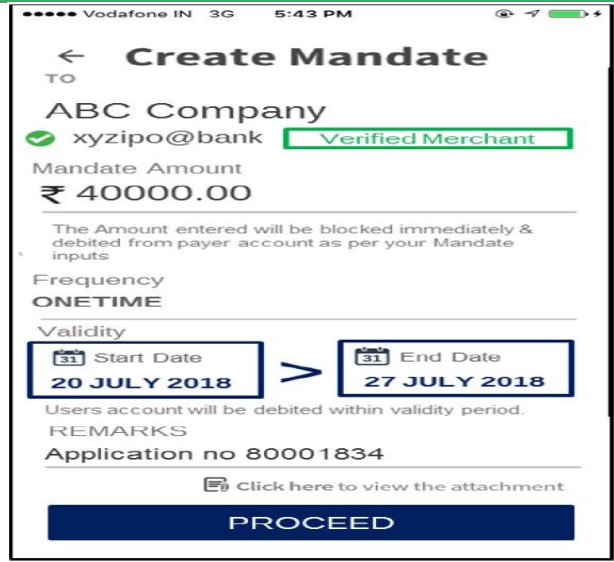 Vodafone IN 3G 5:43 PM
Create Mandate
TO
ABC Company
xyzipo@bank Verified Merchant
Mandate Amount
₹ 40000.00
The Amount entered will be blocked immediately &
debited from payer account as per your Mandate
inputs
Frequency
ONETIME
Validity
31 Start Date > 31 End Date
20 JULY 2018 27 JULY 2018
Users account will be debited within validity period.
REMARKS
Application no 80001834
Click here to view the attachment
PROCEED